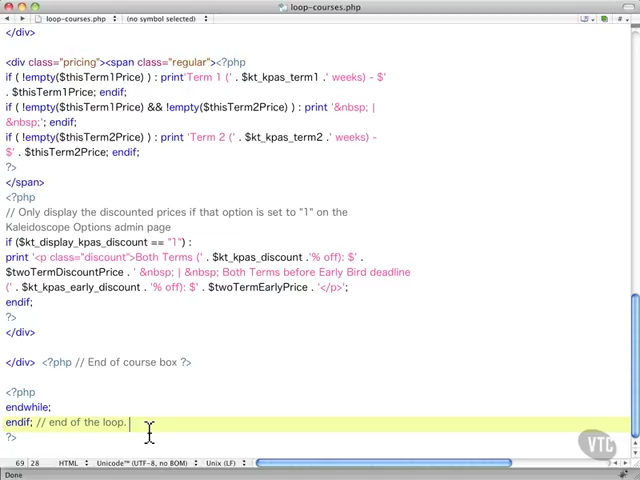 loop-courses.php
loop-courses.php (no symbol selected)
</div>
<div class="pricing"><span class="regular"><?php
if ( !empty($thisTerm1Price) ) : print'Term 1 (' . $kt_kpas_term1 .' weeks) - $'
. $thisTerm1Price; endif;
if ( !empty($thisTerm1Price) && !empty($thisTerm2Price) ) : print '&nbsp; |
&nbsp;'; endif;
if ( !empty($thisTerm2Price) ) : print 'Term 2 (' . $kt_kpas_term2 .' weeks) -
$' . $thisTerm2Price; endif;
?>
</span>
<?php
// Only display the discounted prices if that option is set to "1" on the
Kaleidoscope Options admin page
if ($kt_display_kpas_discount == "1") :
print '<p class="discount">Both Terms (' . $kt_kpas_discount .'% off): $' .
$twoTermDiscountPrice . ' &nbsp; | &nbsp; Both Terms before Early Bird deadline
(' . $kt_kpas_early_discount . '% off): $' . $twoTermEarlyPrice . '</p>';
endif;
?>
</div>
</div> <?php // End of course box ?>
<?php
endwhile;
endif; // end of the loop.
?>
VTC
69 28 HTML Unicode™ (UTF-8, no BOM) Unix (LF)
Done